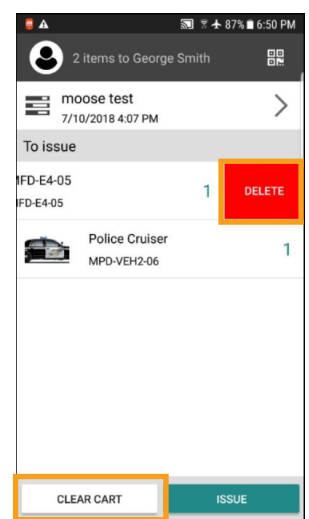 87% 6:50 PM
2 items to George Smith
moose test
7/10/2018 4:07 PM
To issue
MFD-E4-05
1
DELETE
MFD-E4-05
Police Cruiser
1
MPD-VEH2-06
CLEAR CART
ISSUE